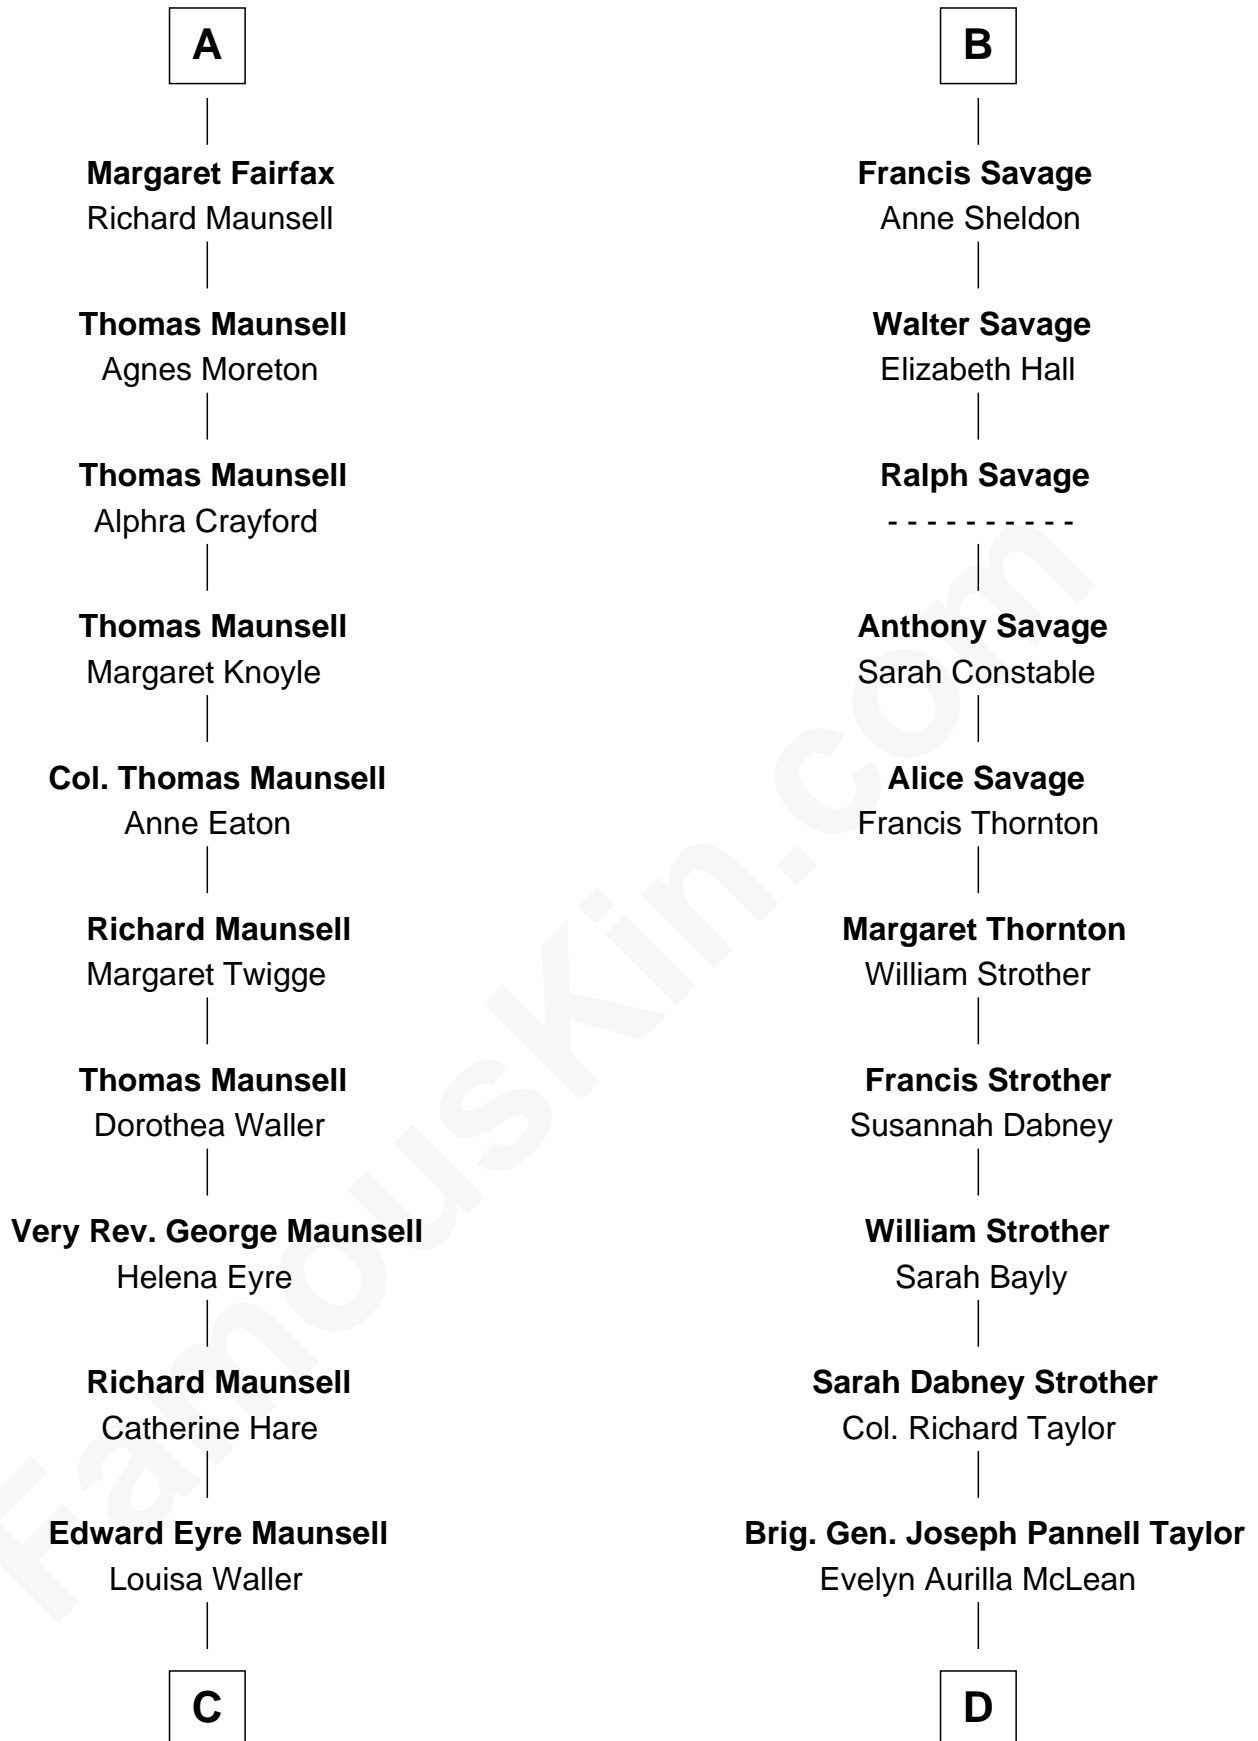 A
Margaret Fairfax
Richard Maunsell
Thomas Maunsell
Agnes Moreton
Thomas Maunsell
Alphra Crayford
Thomas Maunsell
Margaret Knoyle
Col. Thomas Maunsell
Anne Eaton
Richard Maunsell
Margaret Twigge
Thomas Maunsell
Dorothea Waller
Very Rev. George Maunsell
Helena Eyre
Richard Maunsell
Catherine Hare
Edward Eyre Maunsell
Louisa Waller
C
B
Francis Savage
Anne Sheldon
Walter Savage
Elizabeth Hall
Ralph Savage
- - - - - - - - - -
Anthony Savage
Sarah Constable
Alice Savage
Francis Thornton
Margaret Thornton
William Strother
Francis Strother
Susannah Dabney
William Strother
Sarah Bayly
Sarah Dabney Strother
Col. Richard Taylor
Brig. Gen. Joseph Pannell Taylor
Evelyn Aurilla McLean
D
FamousKin.com